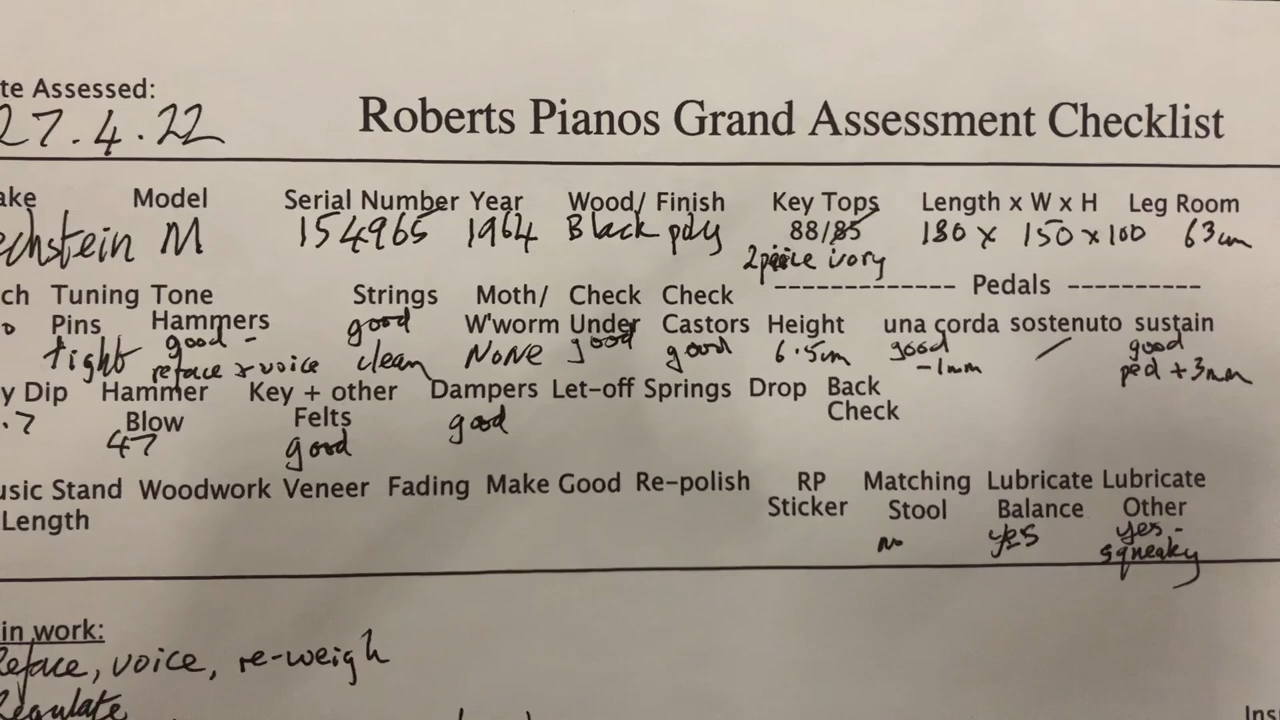 te Assessed:
27.4.22
Roberts Pianos Grand Assessment Checklist
ake Model Serial Number Year Wood/ Finish Key Tops Length x W x H Leg Room
echstein M 154965 1964 Black poly 88/85 180 x 150 x 100 63cm
2 piece ivory
ch Tuning Tone Strings Moth/ Check Check ------------- Pedals ----------
Pins Hammers good W'worm Under Castors Height una corda sostenuto sustain
tight good - clean NONE good good 6.5cm good / good
reface & voice -1mm ped +3mm
y Dip Hammer Key + other Dampers Let-off Springs Drop Back
.7 Blow Felts good Check
47 good
usic Stand Woodwork Veneer Fading Make Good Re-polish RP Matching Lubricate Lubricate
Length Sticker Stool Balance Other
no yes yes -
squeaky
in work:
Reface, voice, re-weigh
Regulate
Ins